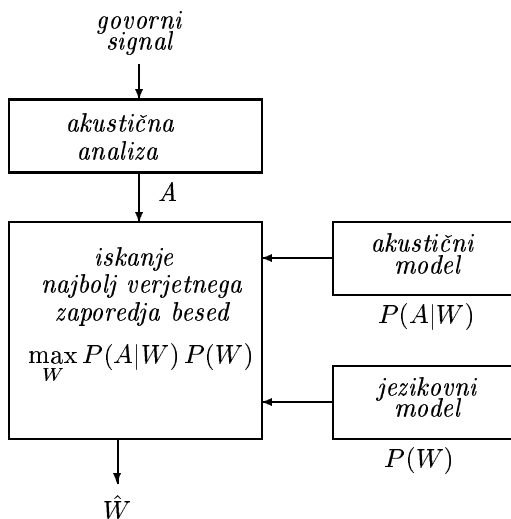 govorni
signal
akustična
analiza
A
iskanje
najbolj verjetnega
zaporedja besed
max P(A|W) P(W)
W
akustični
model
P(A|W)
jezikovni
model
P(W)
Ŵ